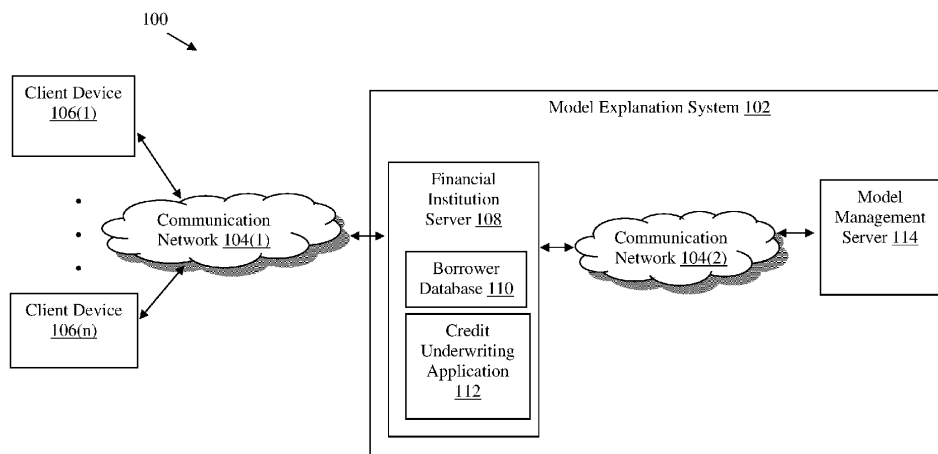 100
Client Device
106(1)
Model Explanation System 102
Financial
Institution
Server 108
Model
Management
Server 114
Communication
Network 104(1)
Communication
Network 104(2)
Borrower
Database 110
Client Device
106(n)
Credit
Underwriting
Application
112